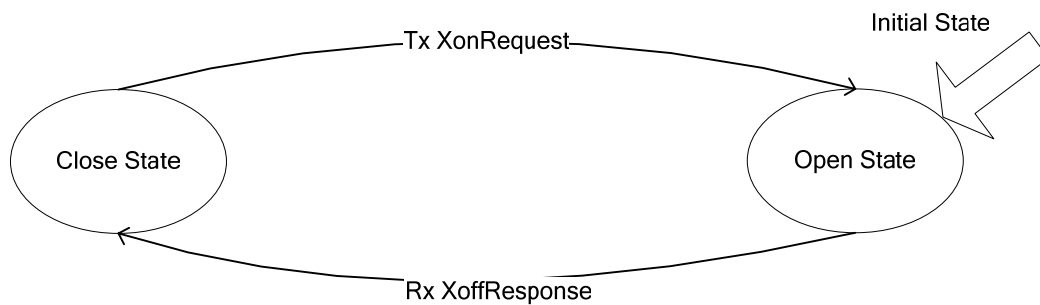 Initial State
Tx XonRequest
Close State
Open State
Rx XoffResponse